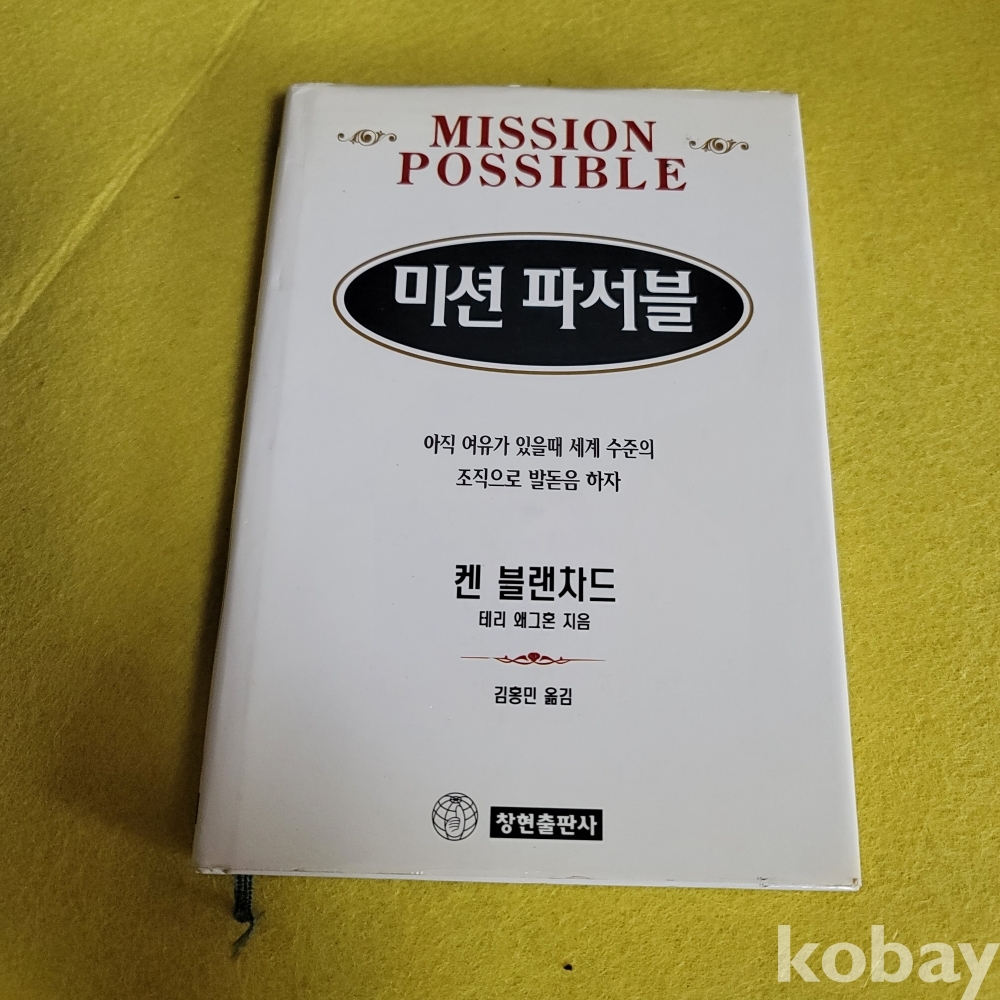 MISSION
POSSIBLE
미션 파서블
아직 여유가 있을때 세계 수준의
조직으로 발돋음 하자
켄 블랜차드
테리 왜그혼 지음
김홍민 옮김
창현출판사
kobay